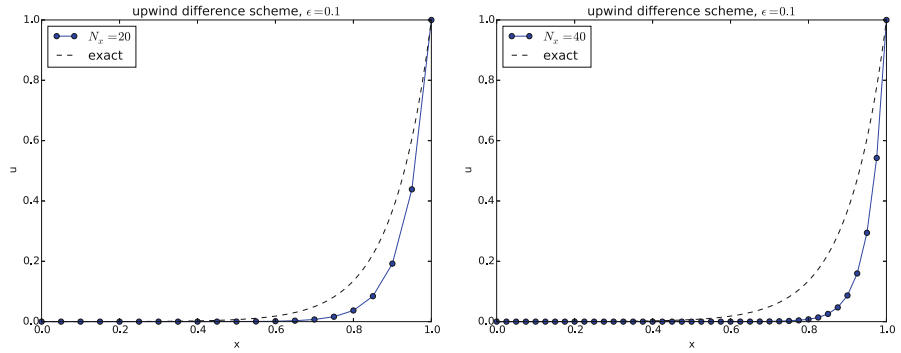 upwind difference scheme, ϵ=0.1
1.0
0.8
0.6
0.4
0.2
0.0
u
N_x = 20
exact
0.0 0.2 0.4 0.6 0.8 1.0
x
upwind difference scheme, ϵ=0.1
1.0
0.8
0.6
0.4
0.2
0.0
u
N_x = 40
exact
0.0 0.2 0.4 0.6 0.8 1.0
x